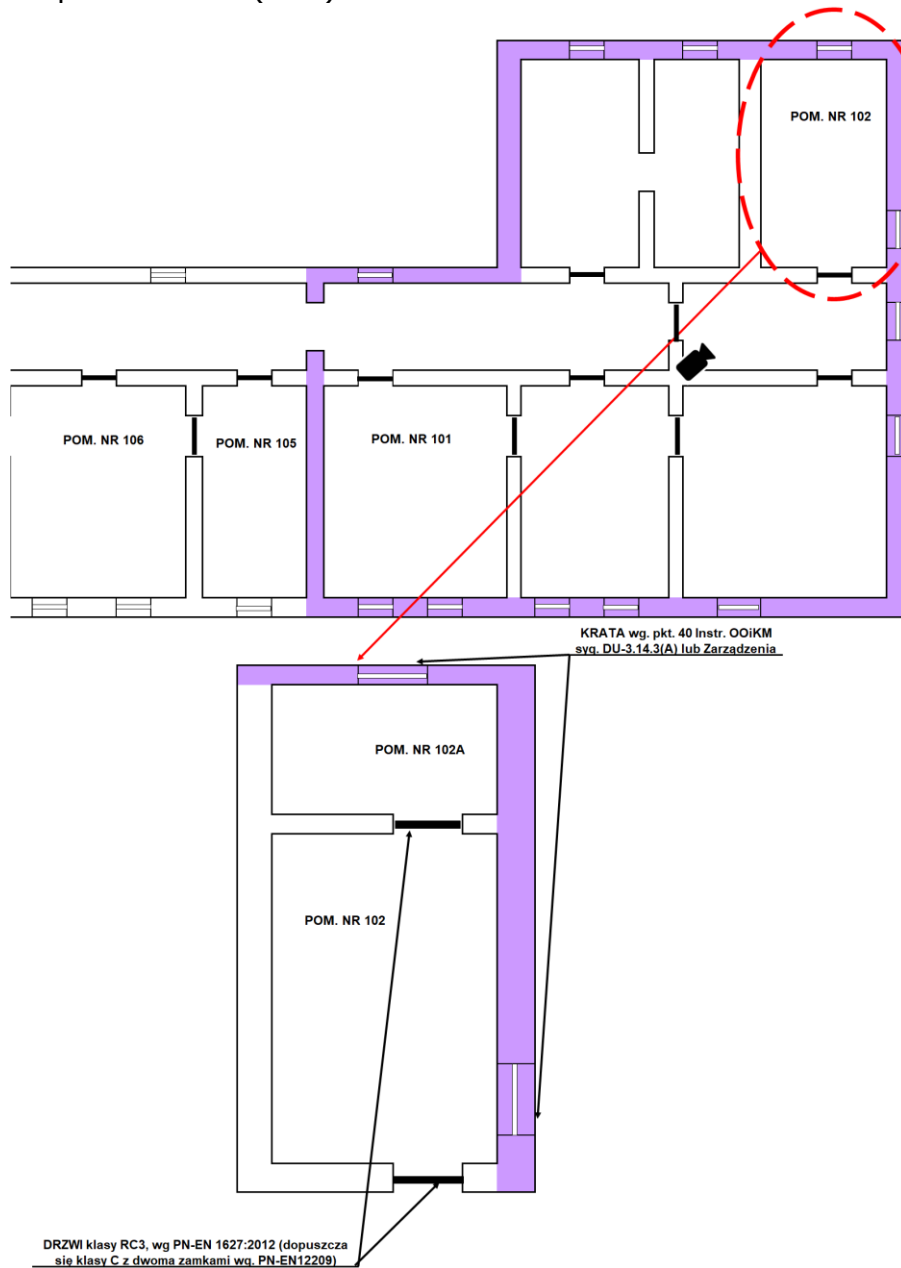 POM. NR 102
POM. NR 106
POM. NR 105
POM. NR 101
KRATA wg. pkt. 40 Instr. OOiKM
syg. DU-3.14.3(A) lub Zarządzenia
POM. NR 102A
POM. NR 102
DRZWI klasy RC3, wg PN-EN 1627:2012 (dopuszcza
się klasy C z dwoma zamkami wg. PN-EN12209)